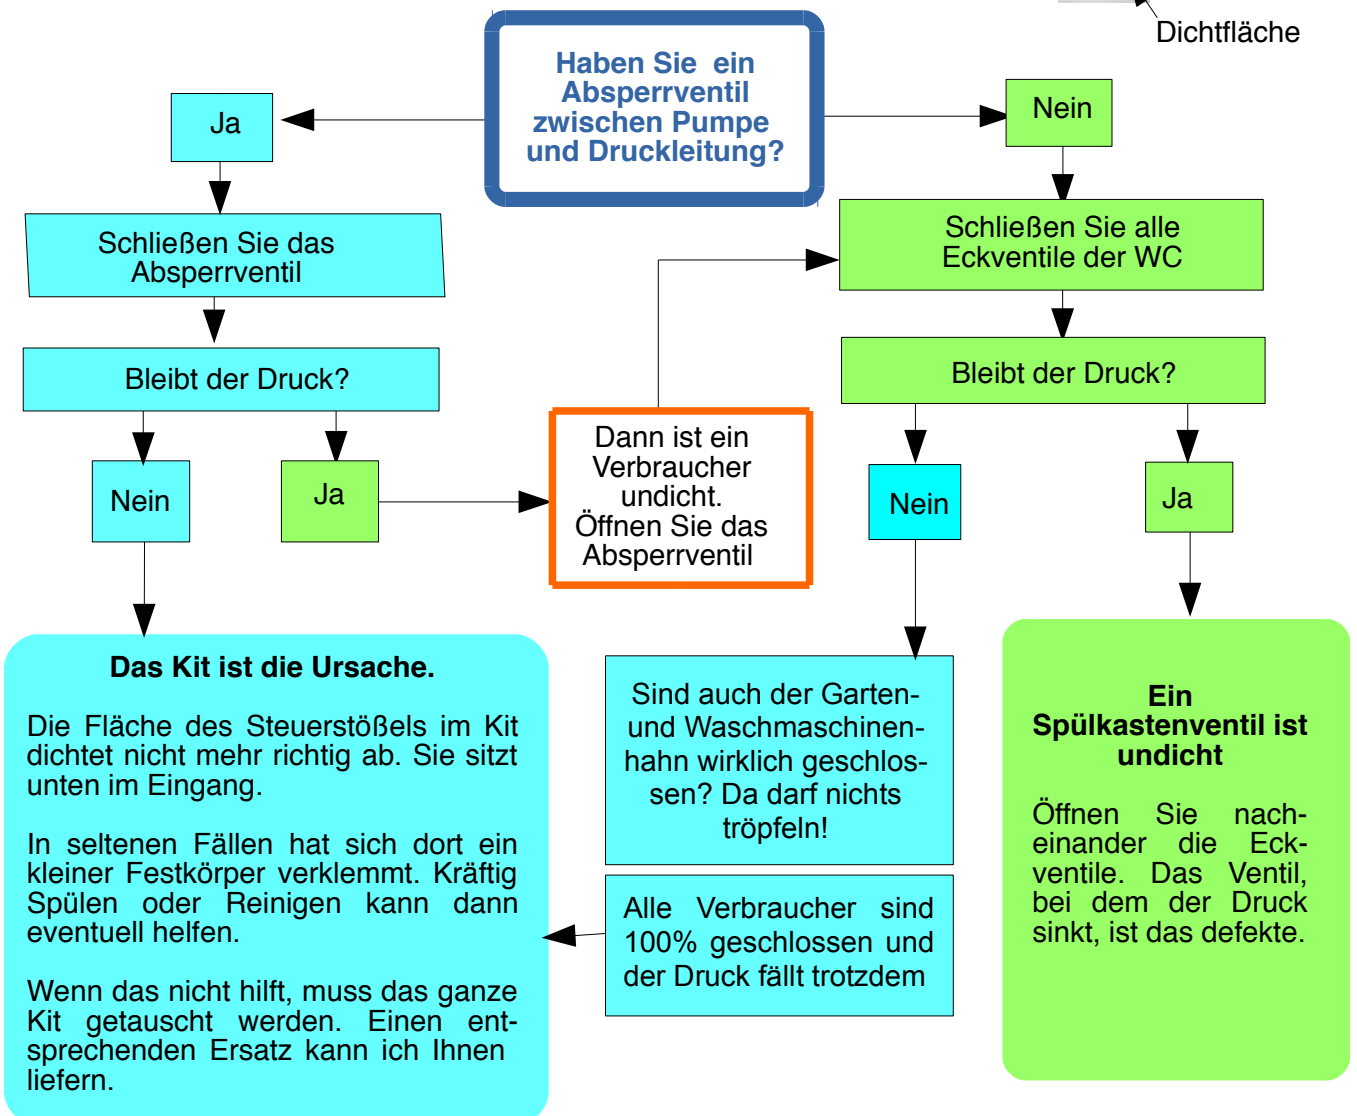 Dichtfläche
Haben Sie ein
Absperrventil
zwischen Pumpe
und Druckleitung?
Ja
Nein
Schließen Sie das
Absperrventil
Schließen Sie alle
Eckventile der WC
Bleibt der Druck?
Bleibt der Druck?
Nein
Ja
Dann ist ein
Verbraucher
undicht.
Öffnen Sie das
Absperrventil
Nein
Ja
Das Kit ist die Ursache.
Die Fläche des Steuerstößels im Kit
dichtet nicht mehr richtig ab. Sie sitzt
unten im Eingang.
In seltenen Fällen hat sich dort ein
kleiner Festkörper verklemmt. Kräftig
Spülen oder Reinigen kann dann
eventuell helfen.
Wenn das nicht hilft, muss das ganze
Kit getauscht werden. Einen ent-
sprechenden Ersatz kann ich Ihnen
liefern.
Sind auch der Garten-
und Waschmaschinen-
hahn wirklich geschlos-
sen? Da darf nichts
tröpfeln!
Alle Verbraucher sind
100% geschlossen und
der Druck fällt trotzdem
Ein
Spülkastenventil ist
undicht
Öffnen Sie nach-
einander die Eck-
ventile. Das Ventil,
bei dem der Druck
sinkt, ist das defekte.